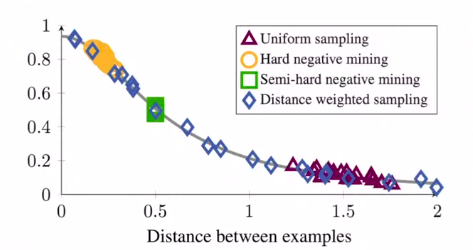 1
0.8
0.6
0.4
0.2
0
0 0.5 1 1.5 2
Distance between examples
Uniform sampling
Hard negative mining
Semi-hard negative mining
Distance weighted sampling